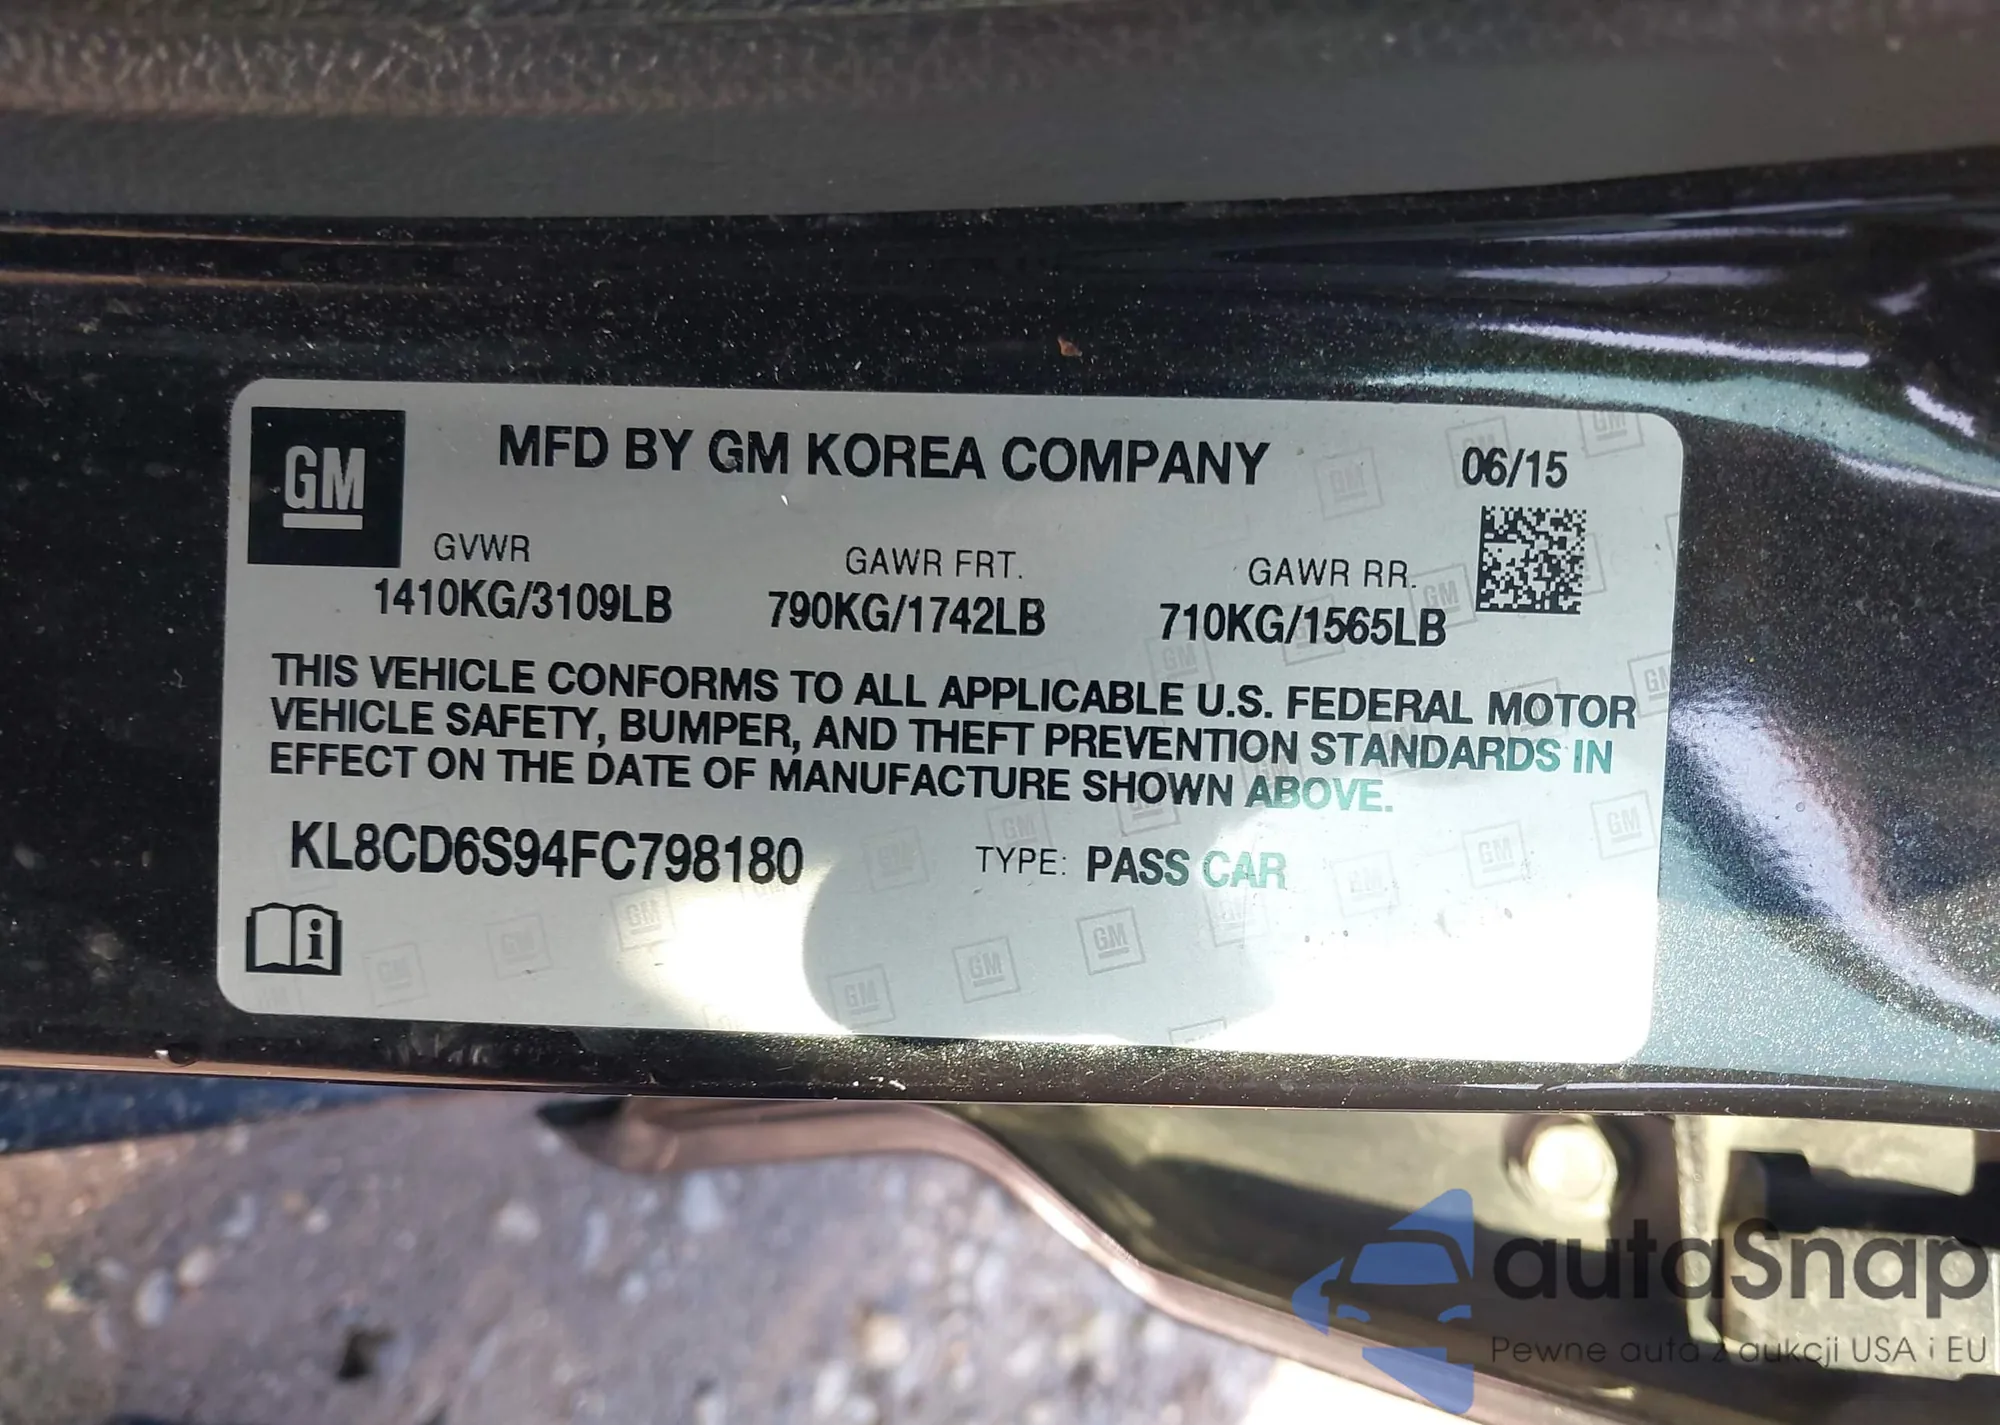 GM
MFD BY GM KOREA COMPANY
06/15
GVWR
GAWR FRT.
GAWR RR.
1410KG/3109LB
790KG/1742LB
710KG/1565LB
THIS VEHICLE CONFORMS TO ALL APPLICABLE U.S. FEDERAL MOTOR
VEHICLE SAFETY, BUMPER, AND THEFT PREVENTION STANDARDS IN
EFFECT ON THE DATE OF MANUFACTURE SHOWN ABOVE.
KL8CD6S94FC798180
TYPE: PASS CAR
autaSnap
Pewne auta z aukcji USA i EU